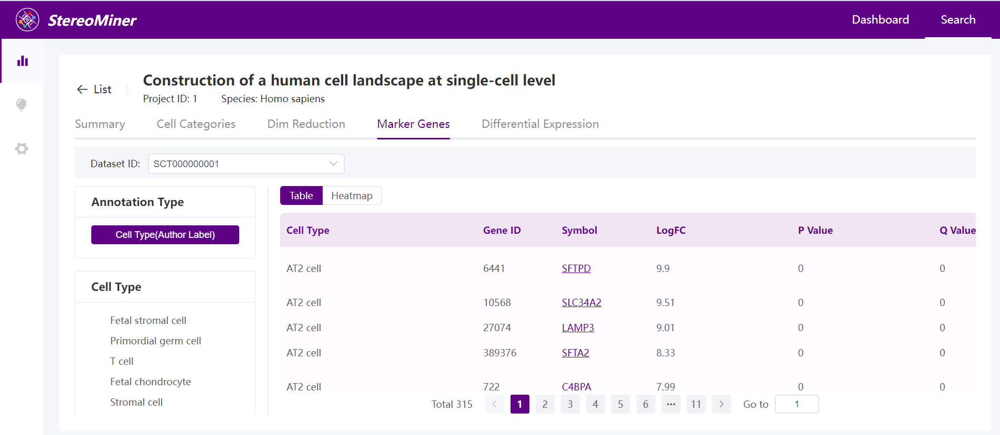 StereoMiner
Dashboard Search
List
Construction of a human cell landscape at single-cell level
Project ID: 1 Species: Homo sapiens
Summary Cell Categories Dim Reduction Marker Genes Differential Expression
Dataset ID: SCT000000001
Annotation Type
Cell Type(Author Label)
Cell Type
Fetal stromal cell
Primordial germ cell
T cell
Fetal chondrocyte
Stromal cell
Table Heatmap
Cell Type Gene ID Symbol LogFC P Value Q Value
AT2 cell 6441 SFTPD 9.9 0 0
AT2 cell 10568 SLC34A2 9.51 0 0
AT2 cell 27074 LAMP3 9.01 0 0
AT2 cell 389376 SFTA2 8.33 0 0
AT2 cell 722 C4BPA 7.99 0 0
Total 315 < 1 2 3 4 5 6 ••• 11 > Go to 1